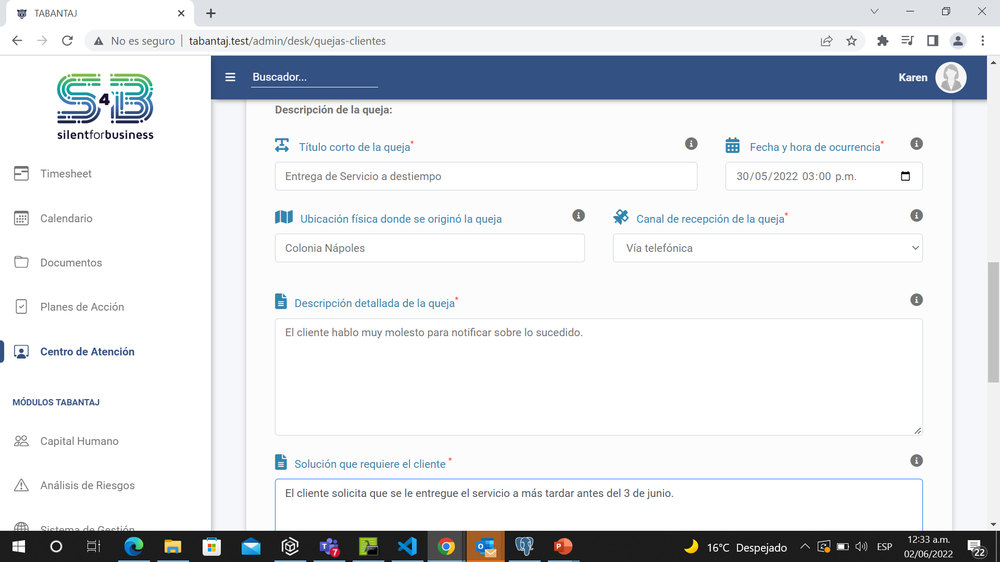 TABANTAJ
No es seguro
tabantaj.test/admin/desk/quejas-clientes
S4B
silentforbusiness
Buscador...
Karen
Timesheet
Calendario
Documentos
Planes de Acción
Centro de Atención
MÓDULOS TABANTAJ
Capital Humano
Análisis de Riesgos
Sistema de Gestión
Descripción de la queja:
Título corto de la queja*
Fecha y hora de ocurrencia*
Entrega de Servicio a destiempo
30/05/2022 03:00 p.m.
Ubicación física donde se originó la queja
Canal de recepción de la queja*
Colonia Nápoles
Vía telefónica
Descripción detallada de la queja*
El cliente hablo muy molesto para notificar sobre lo sucedido.
Solución que requiere el cliente *
El cliente solicita que se le entregue el servicio a más tardar antes del 3 de junio.
7
16°C Despejado
ESP
12:33 a.m.
02/06/2022
22